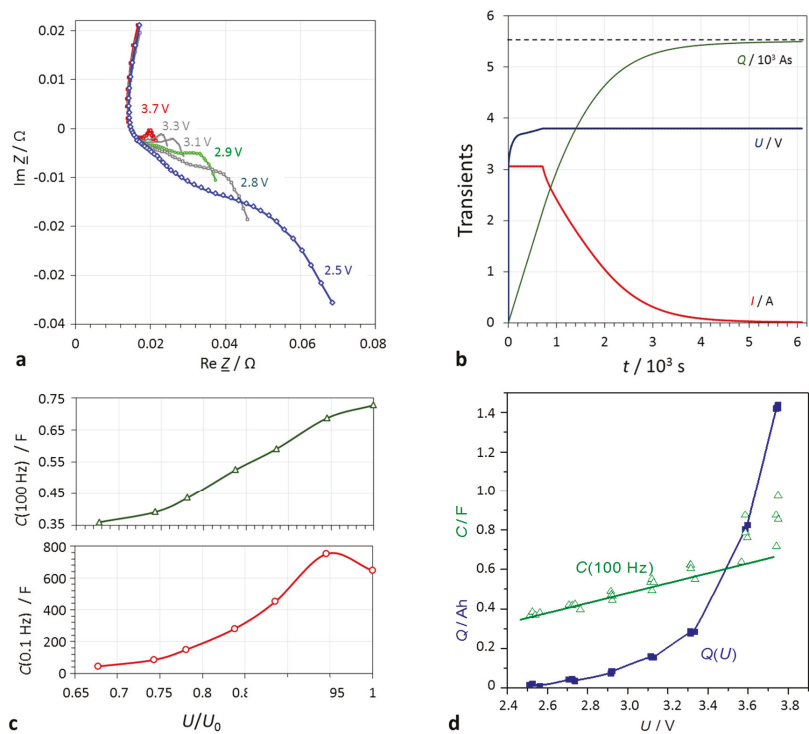 0.02
0.01
0
-0.01
-0.02
-0.02
-0.04
Im Z / Ω
3.7 V
3.3 V
3.1 V
2.9 V
2.8 V
2.5 V
0
0.02
0.04
0.06
0.08
a
Re Z / Ω
6
5
4
3
2
1
0
Transients
Q / 10³ As
U / V
I / A
0
1
2
3
4
5
6
b
t / 10³ s
0.75
0.65
0.55
0.45
0.35
C(100 Hz) / F
800
600
400
200
0
C(0.1 Hz) / F
0.65
0.7
0.75
0.8
0.8
95
1
c
U/U₀
1.4
1.2
1.0
0.8
0.6
0.4
0.2
0
C / F
Q / Ah
C(100 Hz)
Q(U)
2.4
2.6
2.8
3.0
3.2
3.4
3.6
3.8
d
U / V